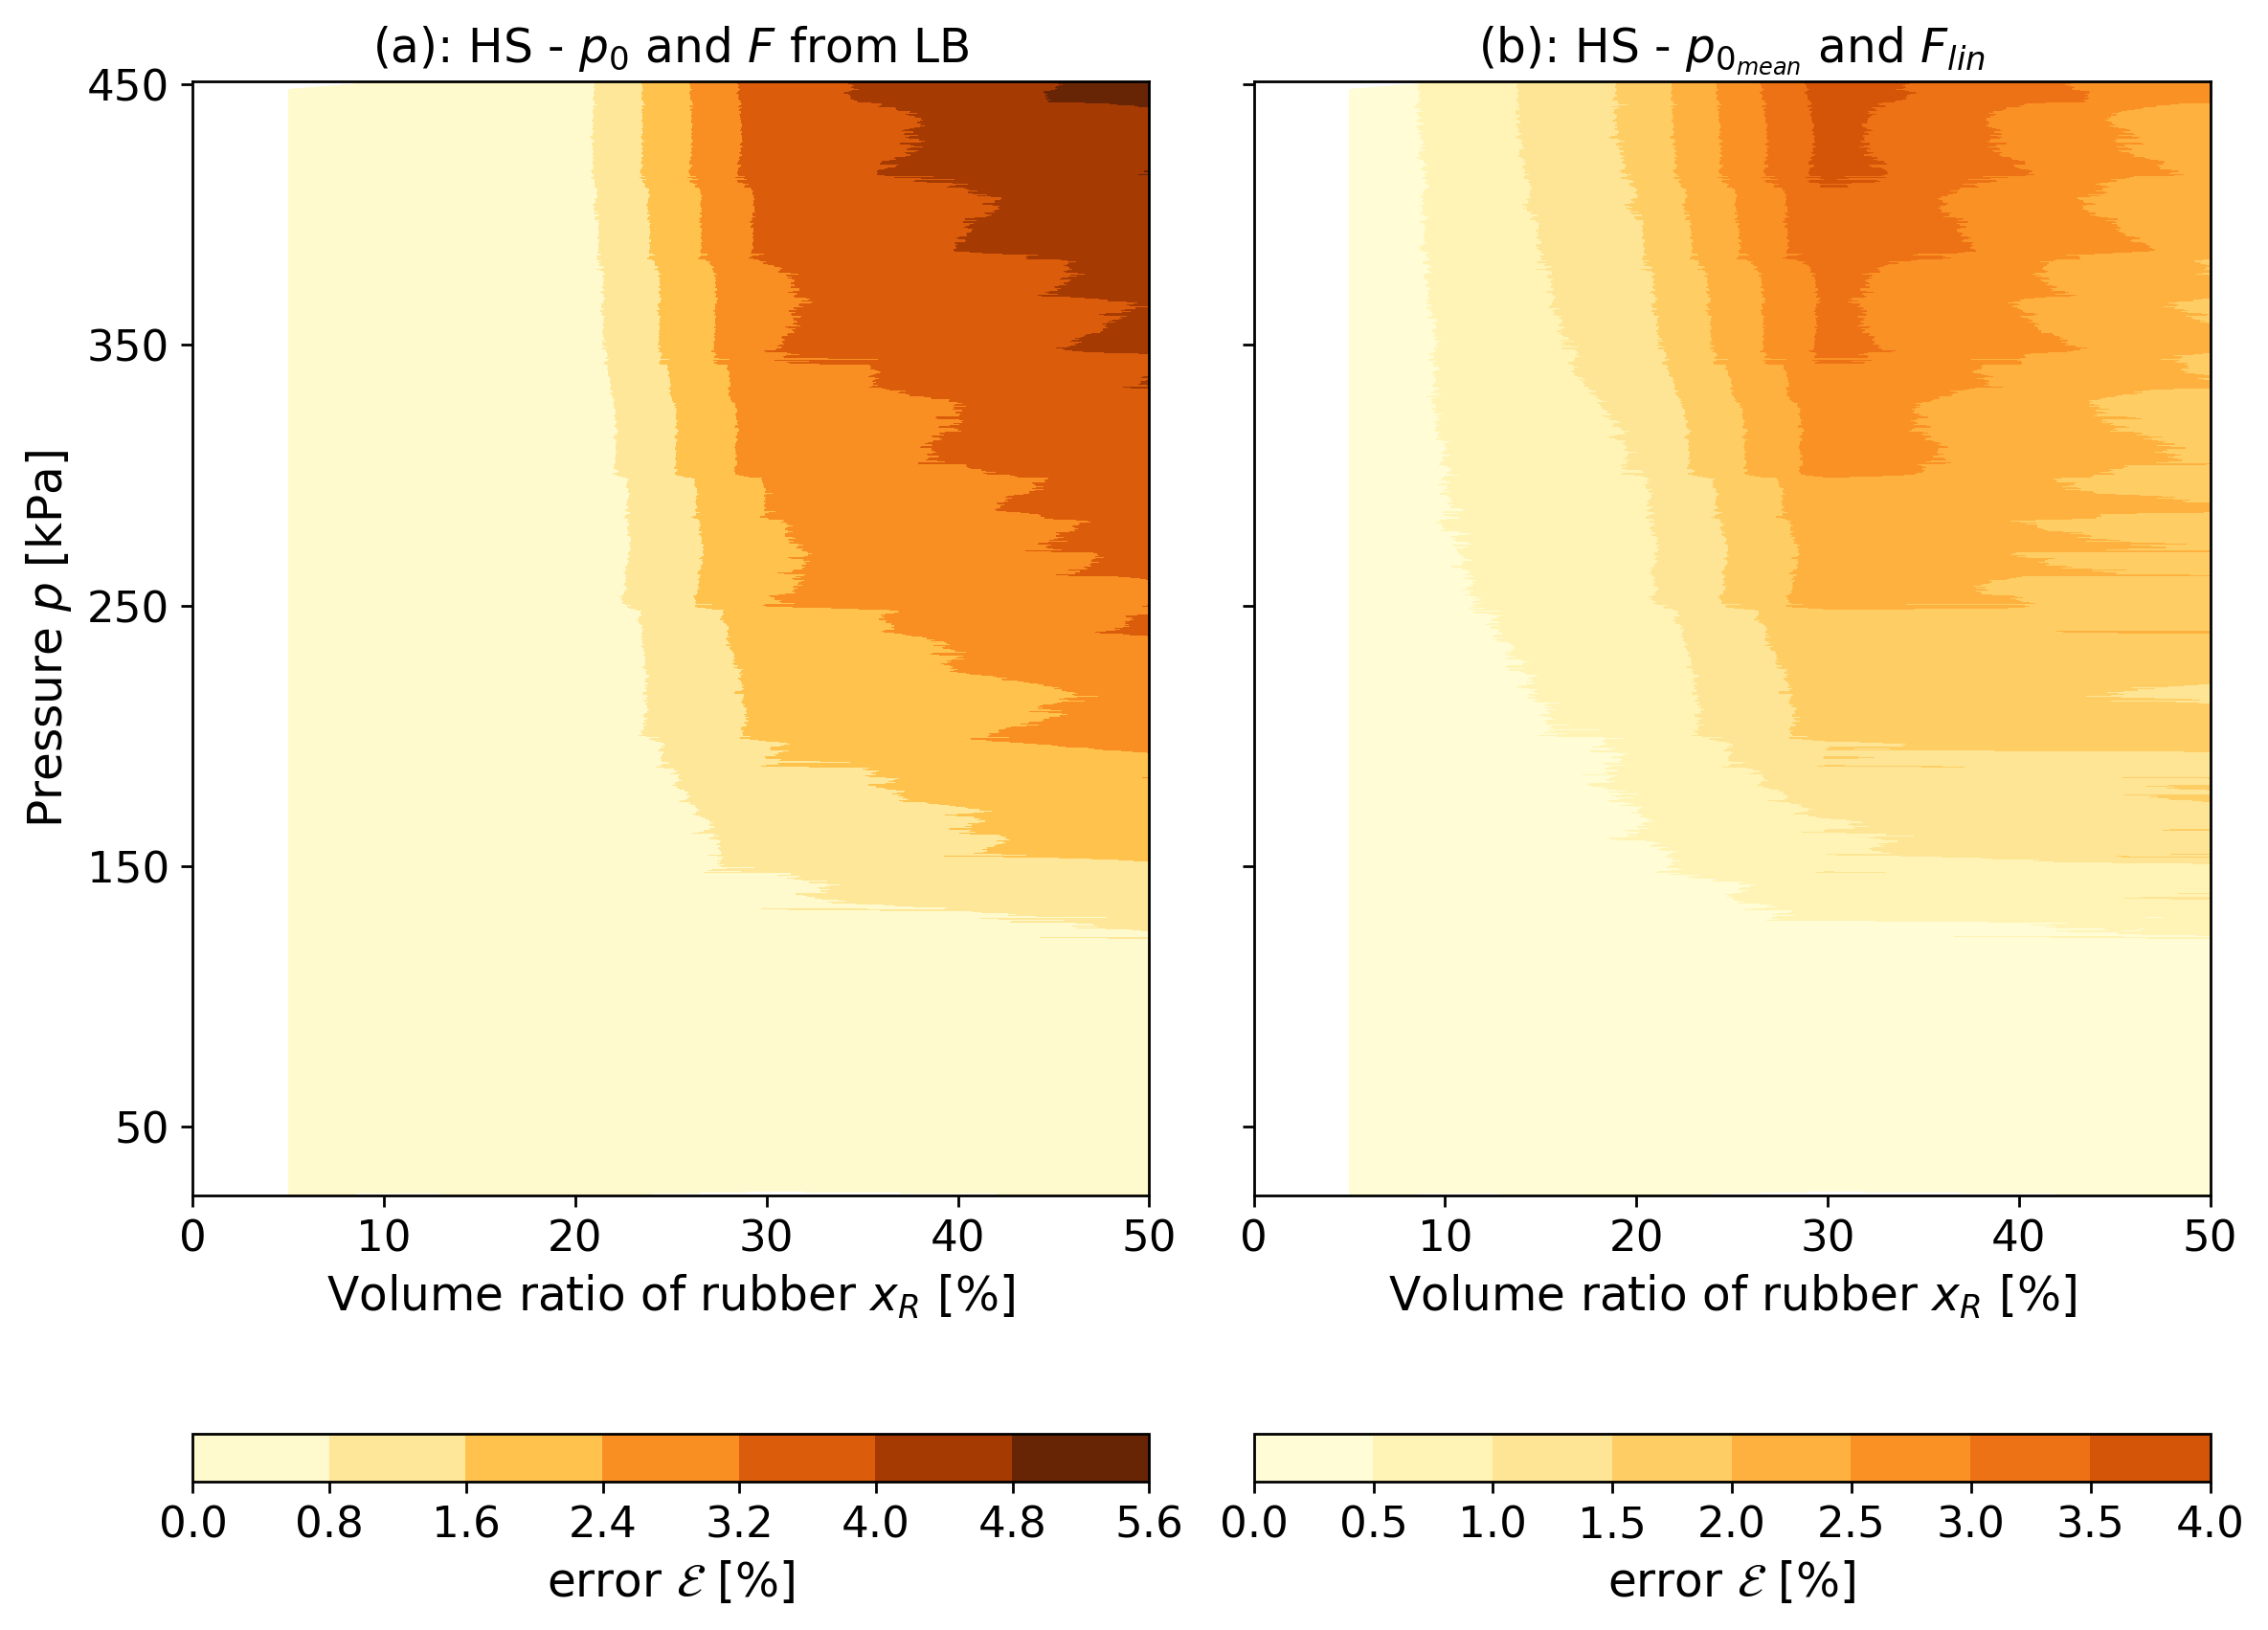 (a): HS - p₀ and F from LB
(b): HS - p₀ₘₑₐₙ and Fₗᵢₙ
Pressure p [kPa]
450
350
250
150
50
0 10 20 30 40 50
0 10 20 30 40 50
Volume ratio of rubber x_R [%]
Volume ratio of rubber x_R [%]
0.0 0.8 1.6 2.4 3.2 4.0 4.8 5.6
0.0 0.5 1.0 1.5 2.0 2.5 3.0 3.5 4.0
error ℰ [%]
error ℰ [%]